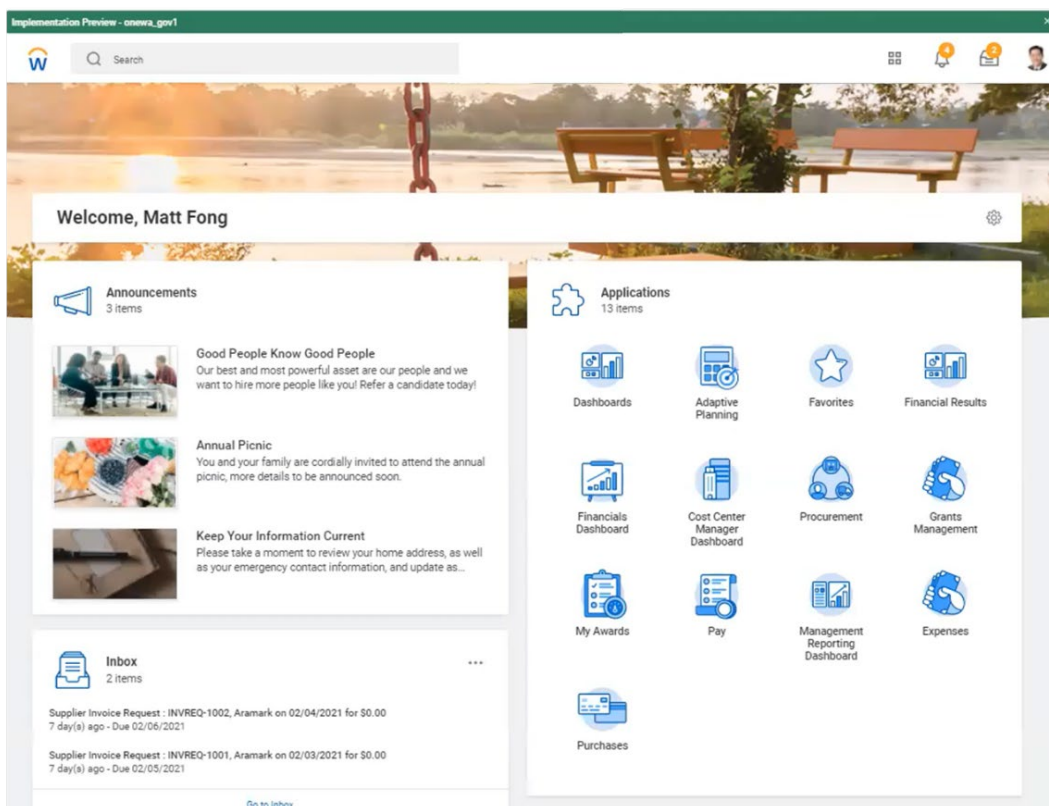 Implementation Preview - onewa_gov1
Search
4
2
Welcome, Matt Fong
Announcements
3 items
Good People Know Good People
Our best and most powerful asset are our people and we
want to hire more people like you! Refer a candidate today!
Annual Picnic
You and your family are cordially invited to attend the annual
picnic, more details to be announced soon.
Keep Your Information Current
Please take a moment to review your home address, as well
as your emergency contact information, and update as...
Inbox
2 items
Supplier Invoice Request : INVREQ-1002, Aramark on 02/04/2021 for $0.00
7 day(s) ago - Due 02/06/2021
Supplier Invoice Request : INVREQ-1001, Aramark on 02/03/2021 for $0.00
7 day(s) ago - Due 02/05/2021
Go to Inbox
Applications
13 items
Dashboards
Adaptive
Planning
Favorites
Financial Results
Financials
Dashboard
Cost Center
Manager
Dashboard
Procurement
Grants
Management
My Awards
Pay
Management
Reporting
Dashboard
Expenses
Purchases